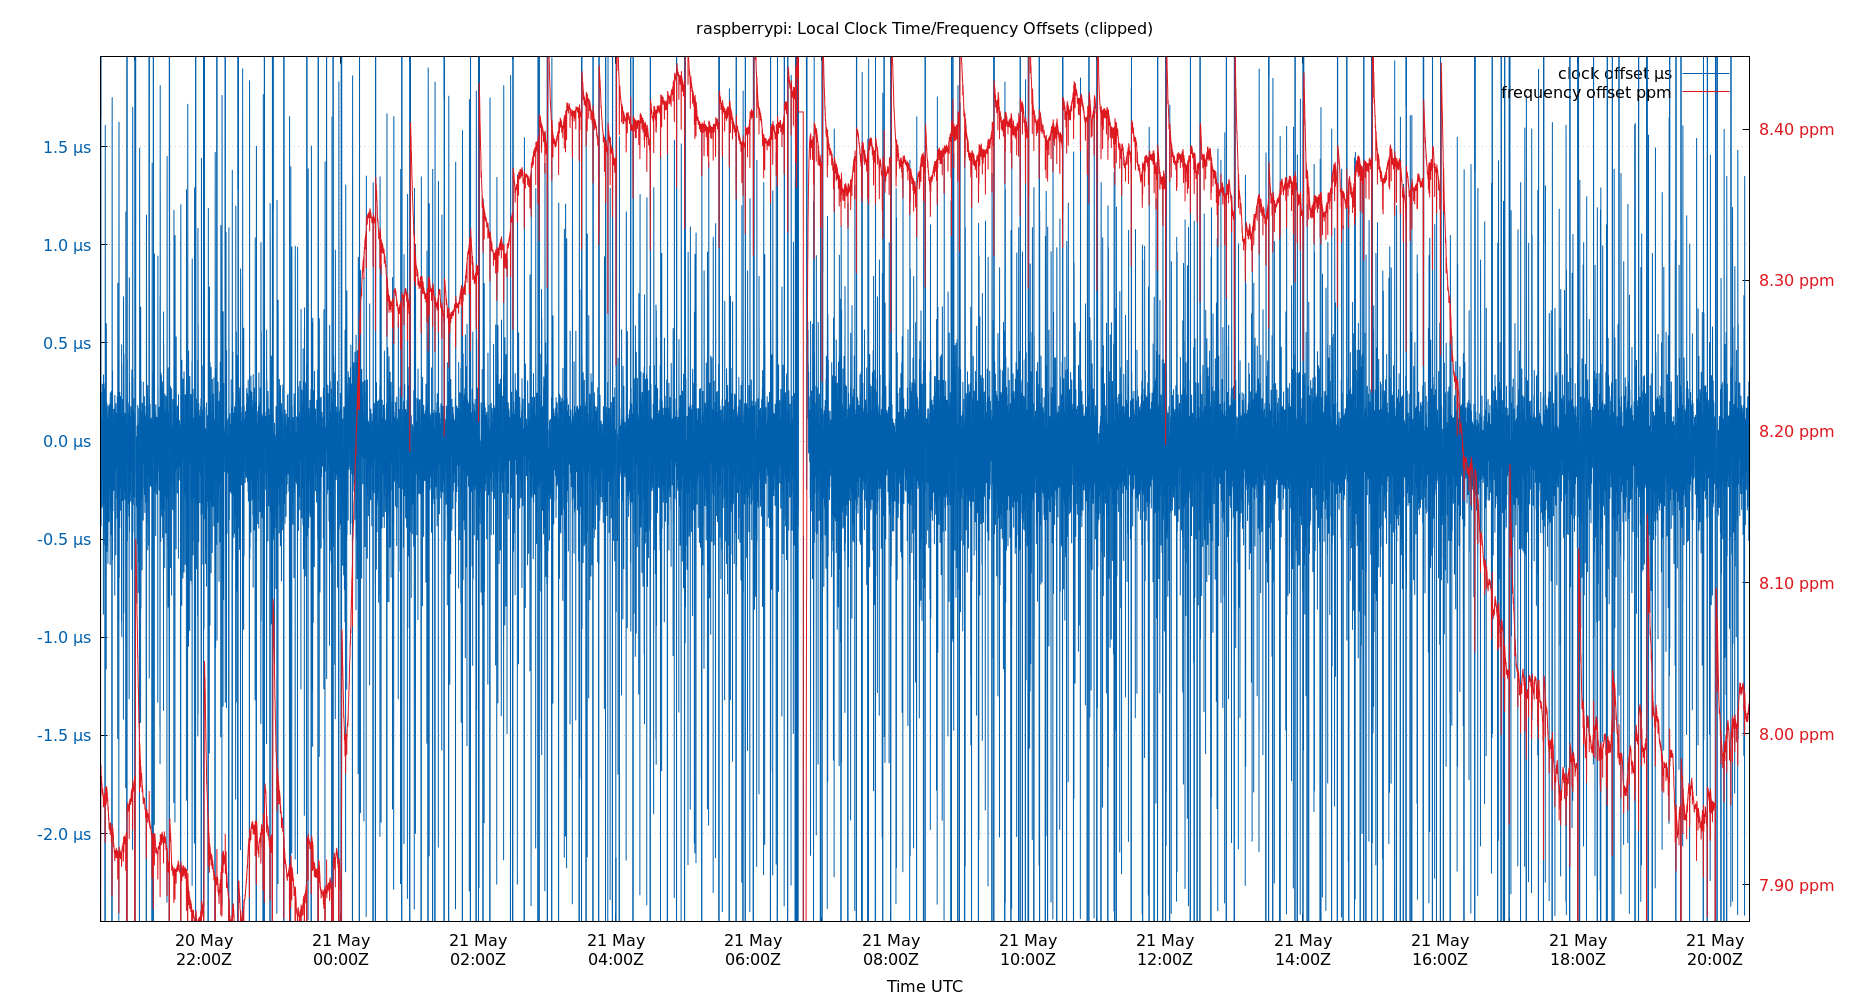 raspberrypi: Local Clock Time/Frequency Offsets (clipped)
clock offset µs
frequency offset ppm
1.5 µs
1.0 µs
0.5 µs
0.0 µs
-0.5 µs
-1.0 µs
-1.5 µs
-2.0 µs
8.40 ppm
8.30 ppm
8.20 ppm
8.10 ppm
8.00 ppm
7.90 ppm
20 May
22:00Z
21 May
00:00Z
21 May
02:00Z
21 May
04:00Z
21 May
06:00Z
21 May
08:00Z
21 May
10:00Z
21 May
12:00Z
21 May
14:00Z
21 May
16:00Z
21 May
18:00Z
21 May
20:00Z
Time UTC